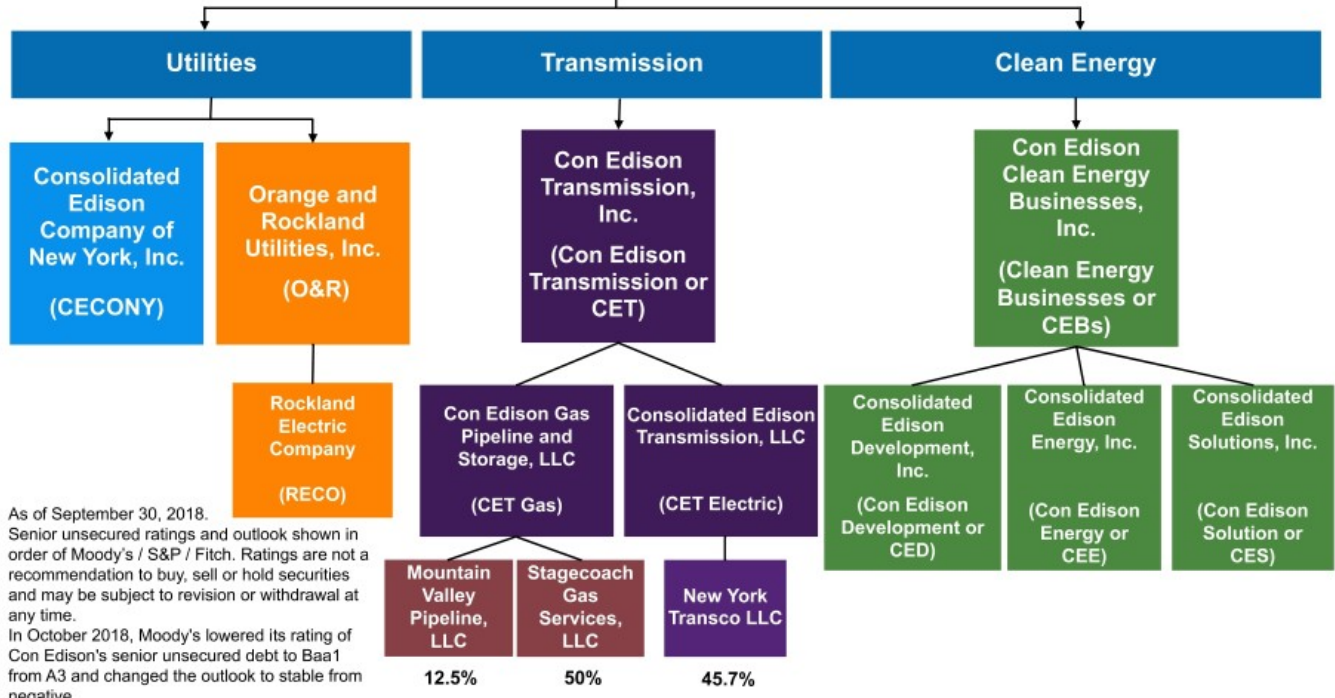 Utilities
Transmission
Clean Energy
Consolidated
Edison
Company of
New York, Inc.
(CECONY)
Orange and
Rockland
Utilities, Inc.
(O&R)
Con Edison
Transmission,
Inc.
(Con Edison
Transmission or
CET)
Con Edison
Clean Energy
Businesses,
Inc.
(Clean Energy
Businesses or
CEBs)
Rockland
Electric
Company
(RECO)
Con Edison Gas
Pipeline and
Storage, LLC
(CET Gas)
Consolidated Edison
Transmission, LLC
(CET Electric)
Consolidated
Edison
Development,
Inc.
(Con Edison
Development or
CED)
Consolidated
Edison
Energy, Inc.
(Con Edison
Energy or
CEE)
Consolidated
Edison
Solutions, Inc.
(Con Edison
Solution or
CES)
Mountain
Valley
Pipeline,
LLC
12.5%
Stagecoach
Gas
Services,
LLC
50%
New York
Transco LLC
45.7%
As of September 30, 2018.
Senior unsecured ratings and outlook shown in
order of Moody's / S&P / Fitch. Ratings are not a
recommendation to buy, sell or hold securities
and may be subject to revision or withdrawal at
any time.
In October 2018, Moody's lowered its rating of
Con Edison's senior unsecured debt to Baa1
from A3 and changed the outlook to stable from
negative